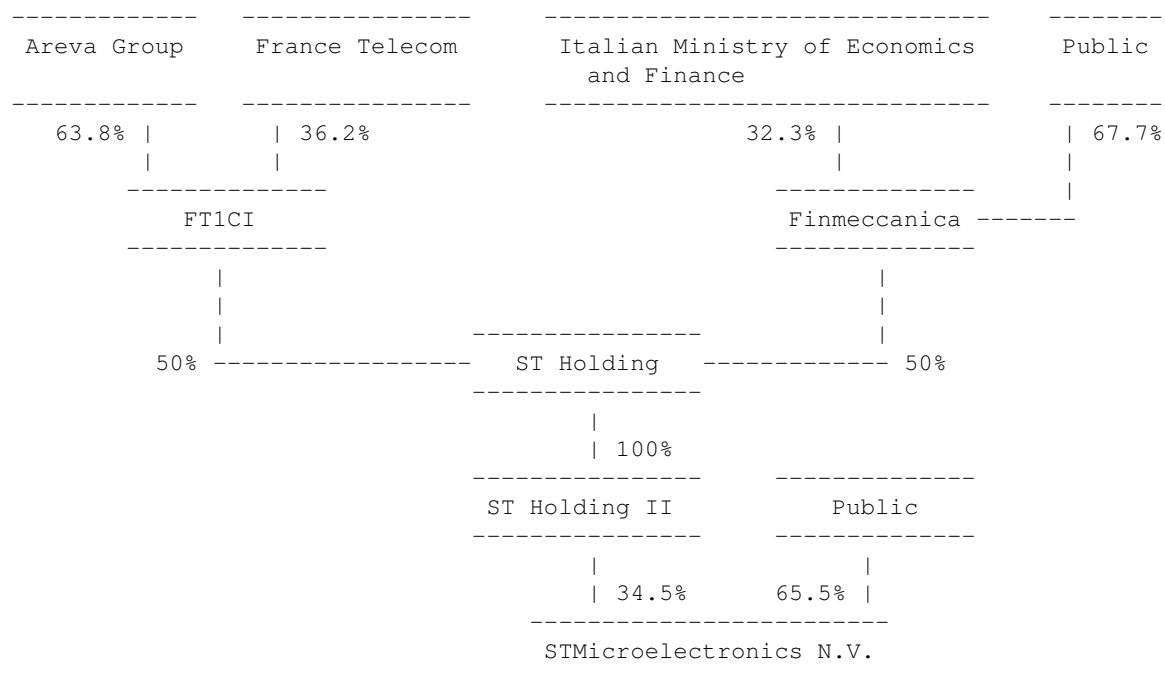 Areva Group France Telecom Italian Ministry of Economics Public
and Finance
63.8% 36.2% 32.3% 67.7%
FT1CI Finmeccanica
50% ST Holding 50%
100%
ST Holding II Public
34.5% 65.5%
STMicroelectronics N.V.